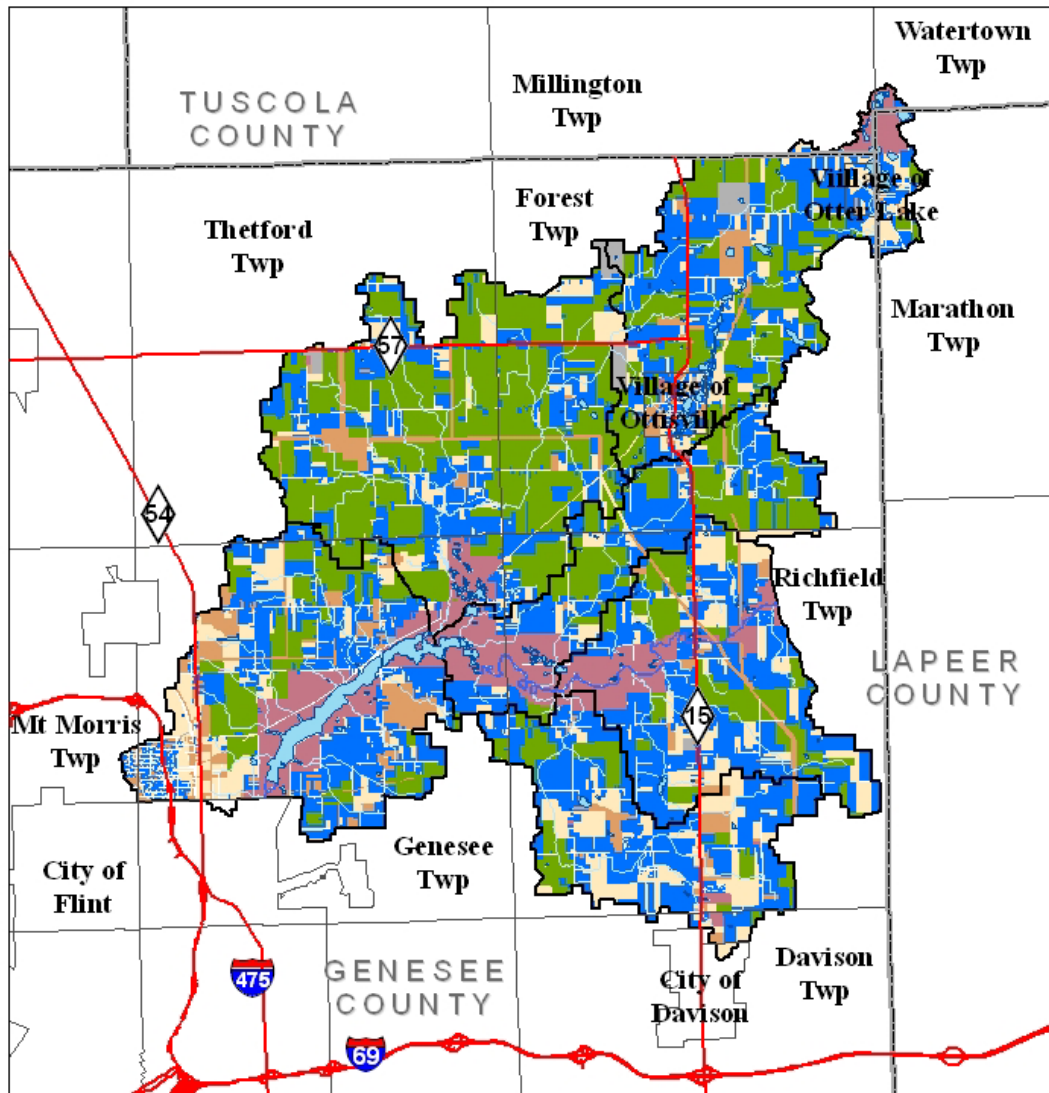 Watertown
Twp
Millington
Twp
TUSCOLA
COUNTY
Viillage of
Otter Lake
Forest
Twp
Thetford
Twp
Marathon
Twp
57
Village of
Ottisville
54
Richfield
Twp
LAPEER
COUNTY
15
Mt Morris
Twp
Genesee
Twp
City of
Flint
GENESEE
COUNTY
475
City of
Davison
Davison
Twp
69